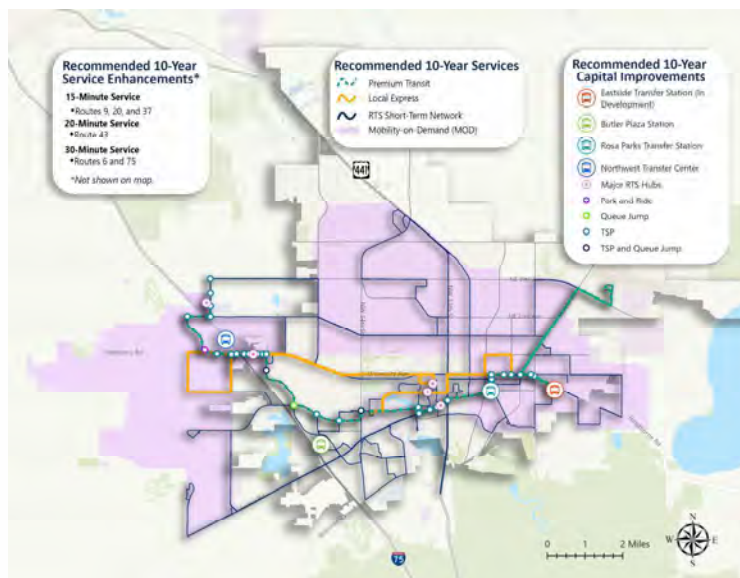 Recommended 10-Year
Service Enhancements*
15-Minute Service
•Routes 9, 20, and 37
20-Minute Service
•Route 43
30-Minute Service
•Routes 6 and 75
*Not shown on map.
Recommended 10-Year Services
Premium Transit
Local Express
RTS Short-Term Network
Mobility-on-Demand (MOD)
Recommended 10-Year
Capital Improvements
Eastside Transfer Station (In
Development)
Butler Plaza Station
Rosa Parks Transfer Station
Northwest Transfer Center
Major RTS Hubs
Park and Ride
Queue Jump
TSP
TSP and Queue Jump
441
75
0 1 2 Miles
N
W E
S